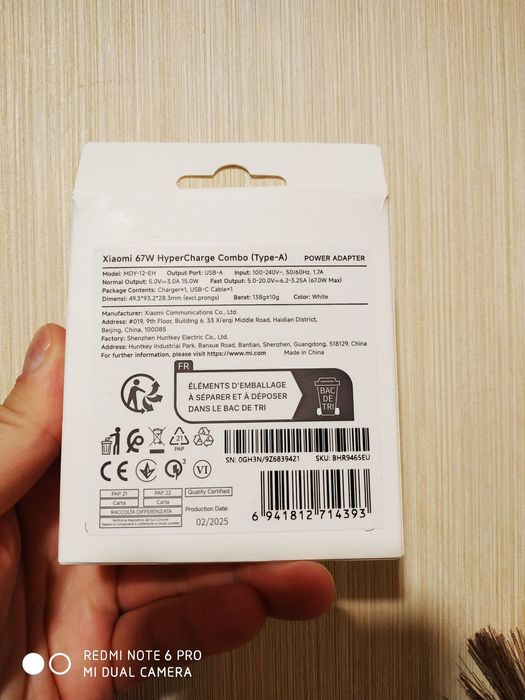 Xiaomi 67W HyperCharge Combo (Type-A) POWER ADAPTER
Model: MDY-12-EH Output Port: USB-A Input: 100-240V~, 50/60Hz, 1.7A
Normal Output: 5.0V⎓3.0A 15.0W Fast Output: 5.0-20.0V⎓6.2-3.25A (67.0W Max)
Package Contents: Charger×1, USB-C Cable×1
Dimensi: 49.3*93.2*28.3mm (excl.prongs) Berat: 138g±10g Color: White
Manufacturer: Xiaomi Communications Co., Ltd.
Address: #019, 9th Floor, Building 6, 33 Xi'erqi Middle Road, Haidian District,
Beijing, China, 100085
Factory: Shenzhen Huntkey Electric Co., Ltd.
Address: Huntkey Industrial Park, Banxue Road, Bantian, Shenzhen, Guangdong, 518129, China
For further information, please visit https://www.mi.com Made in China
FR
ÉLÉMENTS D'EMBALLAGE
À SÉPARER ET À DÉPOSER
DANS LE BAC DE TRI
BAC
DE
TRI
21
PAP
CE
3
VI
SN: 0GH3N/9Z6839421 SKU: BHR9465EU
PAP 21 PAP 22
Carta Carta
RACCOLTA DIFFERENZIATA
Quality Certified
Production Date:
02/2025
6 941812 714393
REDMI NOTE 6 PRO
MI DUAL CAMERA